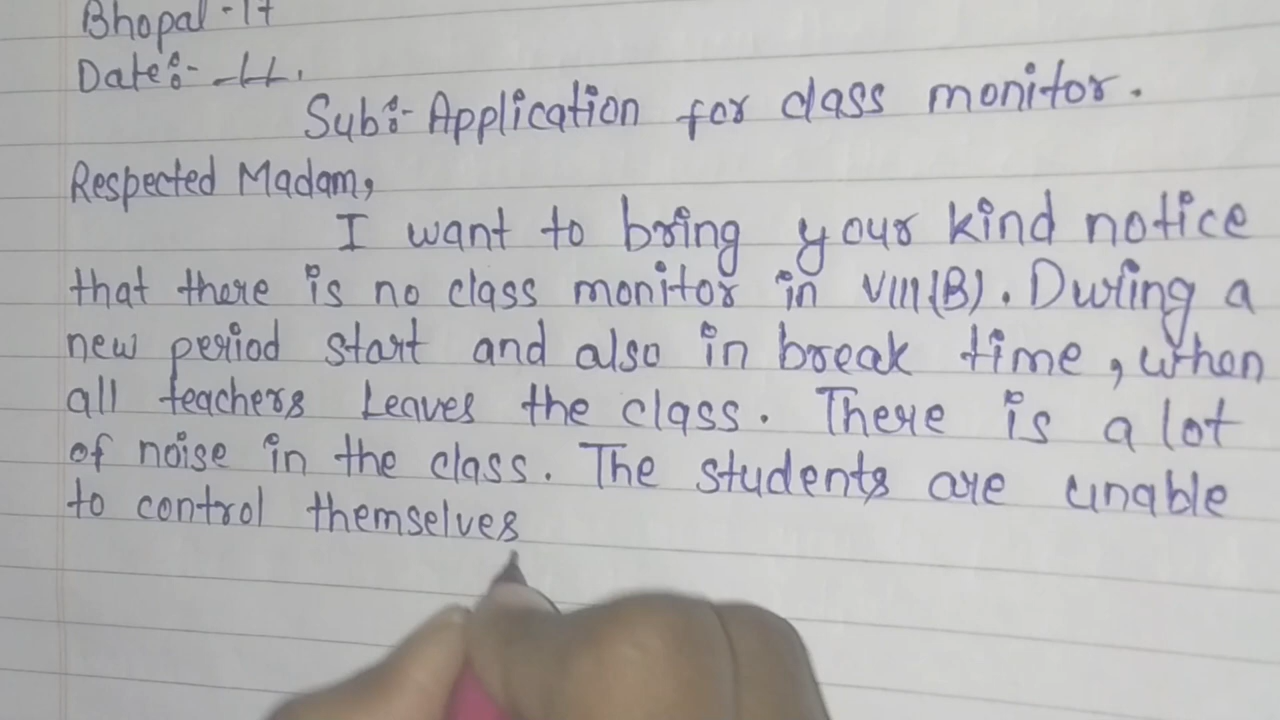 Bhopal - 17
Date:- _/_/_.
Sub:- Application for class monitor.
Respected Madam,
I want to bring your kind notice
that there is no class monitor in VIII(B). During a
new period start and also in break time, when
all teachers Leaves the class. There is a lot
of noise in the class. The students are unable
to control themselves